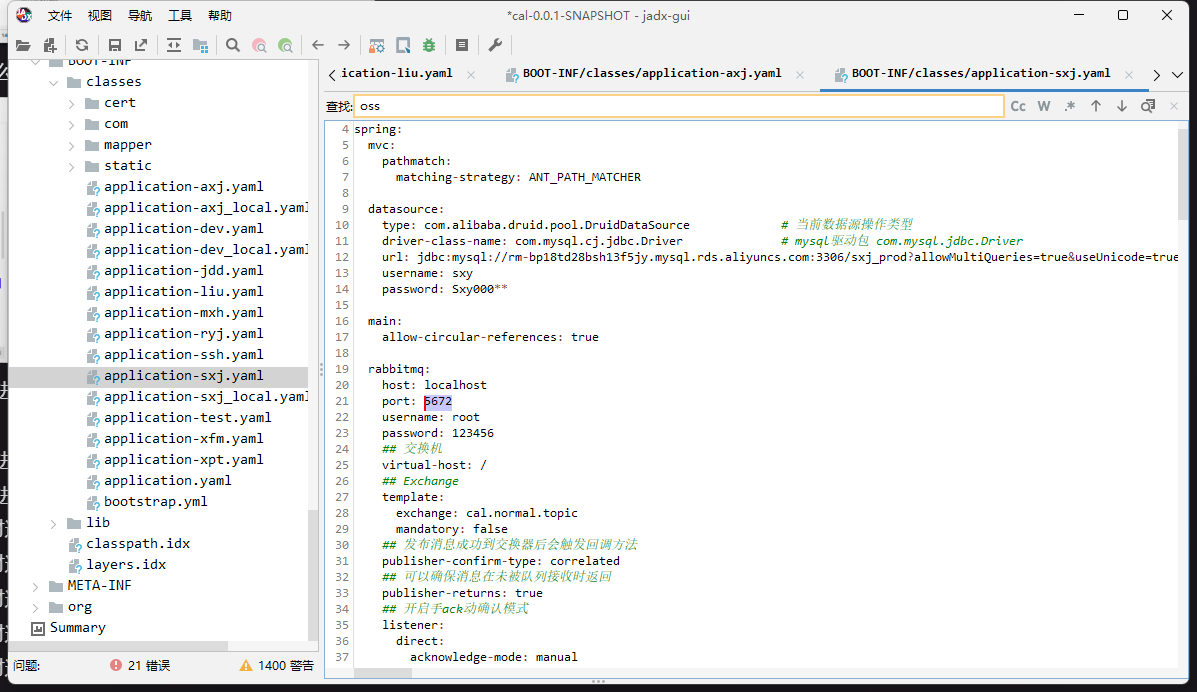 文件 视图 导航 工具 帮助
*cal-0.0.1-SNAPSHOT - jadx-gui
ication-liu.yaml
BOOT-INF/classes/application-axj.yaml
BOOT-INF/classes/application-sxj.yaml
查找: oss
Cc W .*
BOOT-INF
classes
cert
com
mapper
static
application-axj.yaml
application-axj_local.yaml
application-dev.yaml
application-dev_local.yaml
application-jdd.yaml
application-liu.yaml
application-mxh.yaml
application-ryj.yaml
application-ssh.yaml
application-sxj.yaml
application-sxj_local.yaml
application-test.yaml
application-xfm.yaml
application-xpt.yaml
application.yaml
bootstrap.yml
lib
classpath.idx
layers.idx
META-INF
org
Summary
问题: 21 错误 1400 警告
4 spring:
5 mvc:
6 pathmatch:
7 matching-strategy: ANT_PATH_MATCHER
8
9 datasource:
10 type: com.alibaba.druid.pool.DruidDataSource # 当前数据源操作类型
11 driver-class-name: com.mysql.cj.jdbc.Driver # mysql驱动包 com.mysql.jdbc.Driver
12 url: jdbc:mysql://rm-bp18td28bsh13f5jy.mysql.rds.aliyuncs.com:3306/sxj_prod?allowMultiQueries=true&useUnicode=true
13 username: sxy
14 password: Sxy000**
15
16 main:
17 allow-circular-references: true
18
19 rabbitmq:
20 host: localhost
21 port: 5672
22 username: root
23 password: 123456
24 ## 交换机
25 virtual-host: /
26 ## Exchange
27 template:
28 exchange: cal.normal.topic
29 mandatory: false
30 ## 发布消息成功到交换器后会触发回调方法
31 publisher-confirm-type: correlated
32 ## 可以确保消息在未被队列接收时返回
33 publisher-returns: true
34 ## 开启手ack动确认模式
35 listener:
36 direct:
37 acknowledge-mode: manual